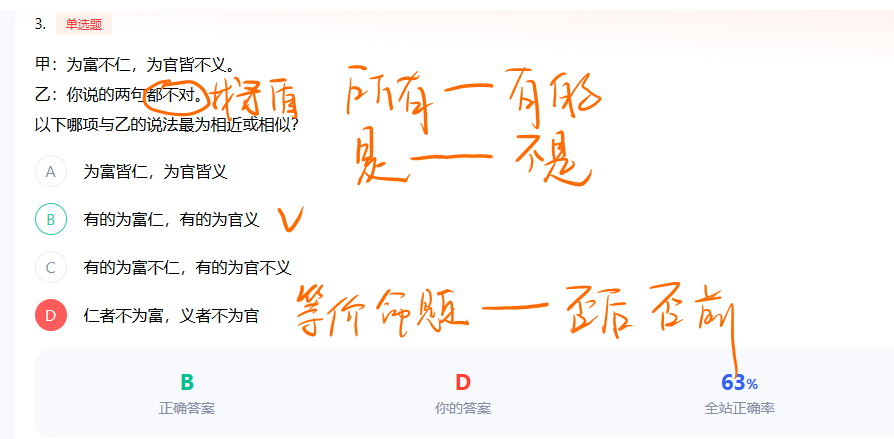 3. 单选题
甲：为富不仁，为官皆不义。
乙：你说的两句都不对。矛盾
所有一有的
以下哪项与乙的说法最为相近或相似？
是——不是
A 为富皆仁，为官皆义
B 有的为富仁，有的为官义 √
C 有的为富不仁，有的为官不义
D 仁者不为富，义者不为官
等价命题——否后否前
B D 63%
正确答案 你的答案 全站正确率